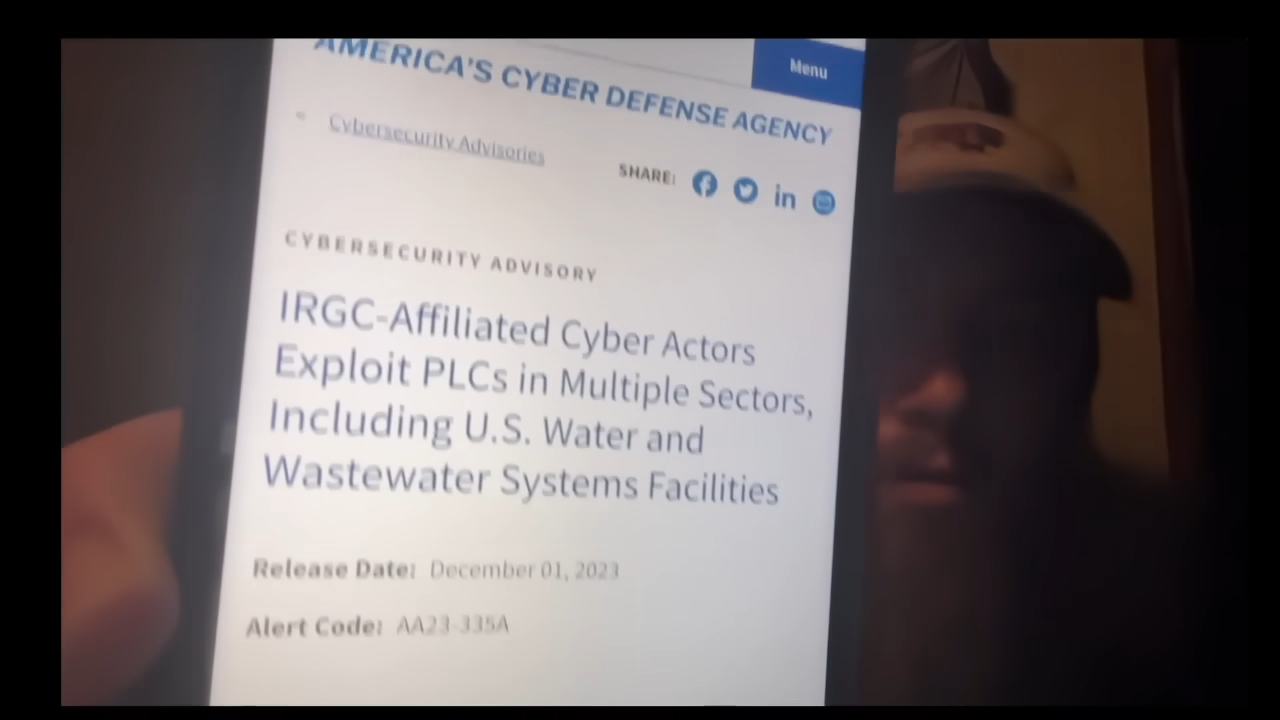 AMERICA'S CYBER DEFENSE AGENCY
Menu
Cybersecurity Advisories
SHARE:
CYBERSECURITY ADVISORY
IRGC-Affiliated Cyber Actors
Exploit PLCs in Multiple Sectors,
Including U.S. Water and
Wastewater Systems Facilities
Release Date: December 01, 2023
Alert Code: AA23-335A